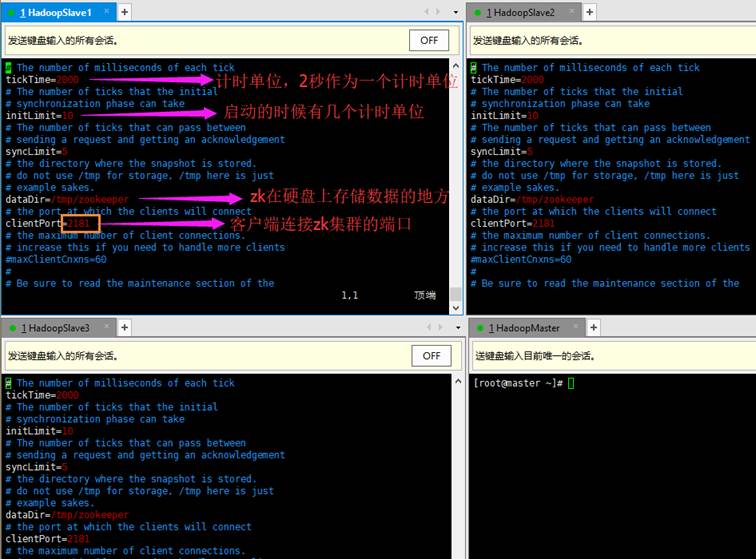 1 HadoopSlave1
发送键盘输入的所有会话。
OFF
# The number of milliseconds of each tick
tickTime=2000 计时单位，2秒作为一个计时单位
# The number of ticks that the initial
# synchronization phase can take
initLimit=10 启动的时候有几个计时单位
# The number of ticks that can pass between
# sending a request and getting an acknowledgement
syncLimit=5
# the directory where the snapshot is stored.
# do not use /tmp for storage, /tmp here is just
# example sakes.
dataDir=/tmp/zookeeper zk在硬盘上存储数据的地方
# the port at which the clients will connect
clientPort=2181 客户端连接zk集群的端口
# the maximum number of client connections.
# increase this if you need to handle more clients
#maxClientCnxns=60
#
# Be sure to read the maintenance section of the
1,1 顶端
1 HadoopSlave2
发送键盘输入的所有会话。
# The number of milliseconds of each tick
tickTime=2000
# The number of ticks that the initial
# synchronization phase can take
initLimit=10
# The number of ticks that can pass between
# sending a request and getting an acknowledgement
syncLimit=5
# the directory where the snapshot is stored.
# do not use /tmp for storage, /tmp here is just
# example sakes.
dataDir=/tmp/zookeeper
# the port at which the clients will connect
clientPort=2181
# the maximum number of client connections.
# increase this if you need to handle more clients
#maxClientCnxns=60
#
# Be sure to read the maintenance section of the
1 HadoopSlave3
发送键盘输入的所有会话。
OFF
# The number of milliseconds of each tick
tickTime=2000
# The number of ticks that the initial
# synchronization phase can take
initLimit=10
# The number of ticks that can pass between
# sending a request and getting an acknowledgement
syncLimit=5
# the directory where the snapshot is stored.
# do not use /tmp for storage, /tmp here is just
# example sakes.
dataDir=/tmp/zookeeper
# the port at which the clients will connect
clientPort=2181
# the maximum number of client connections.
1 HadoopMaster
送键盘输入目前唯一的会话。
[root@master ~]#